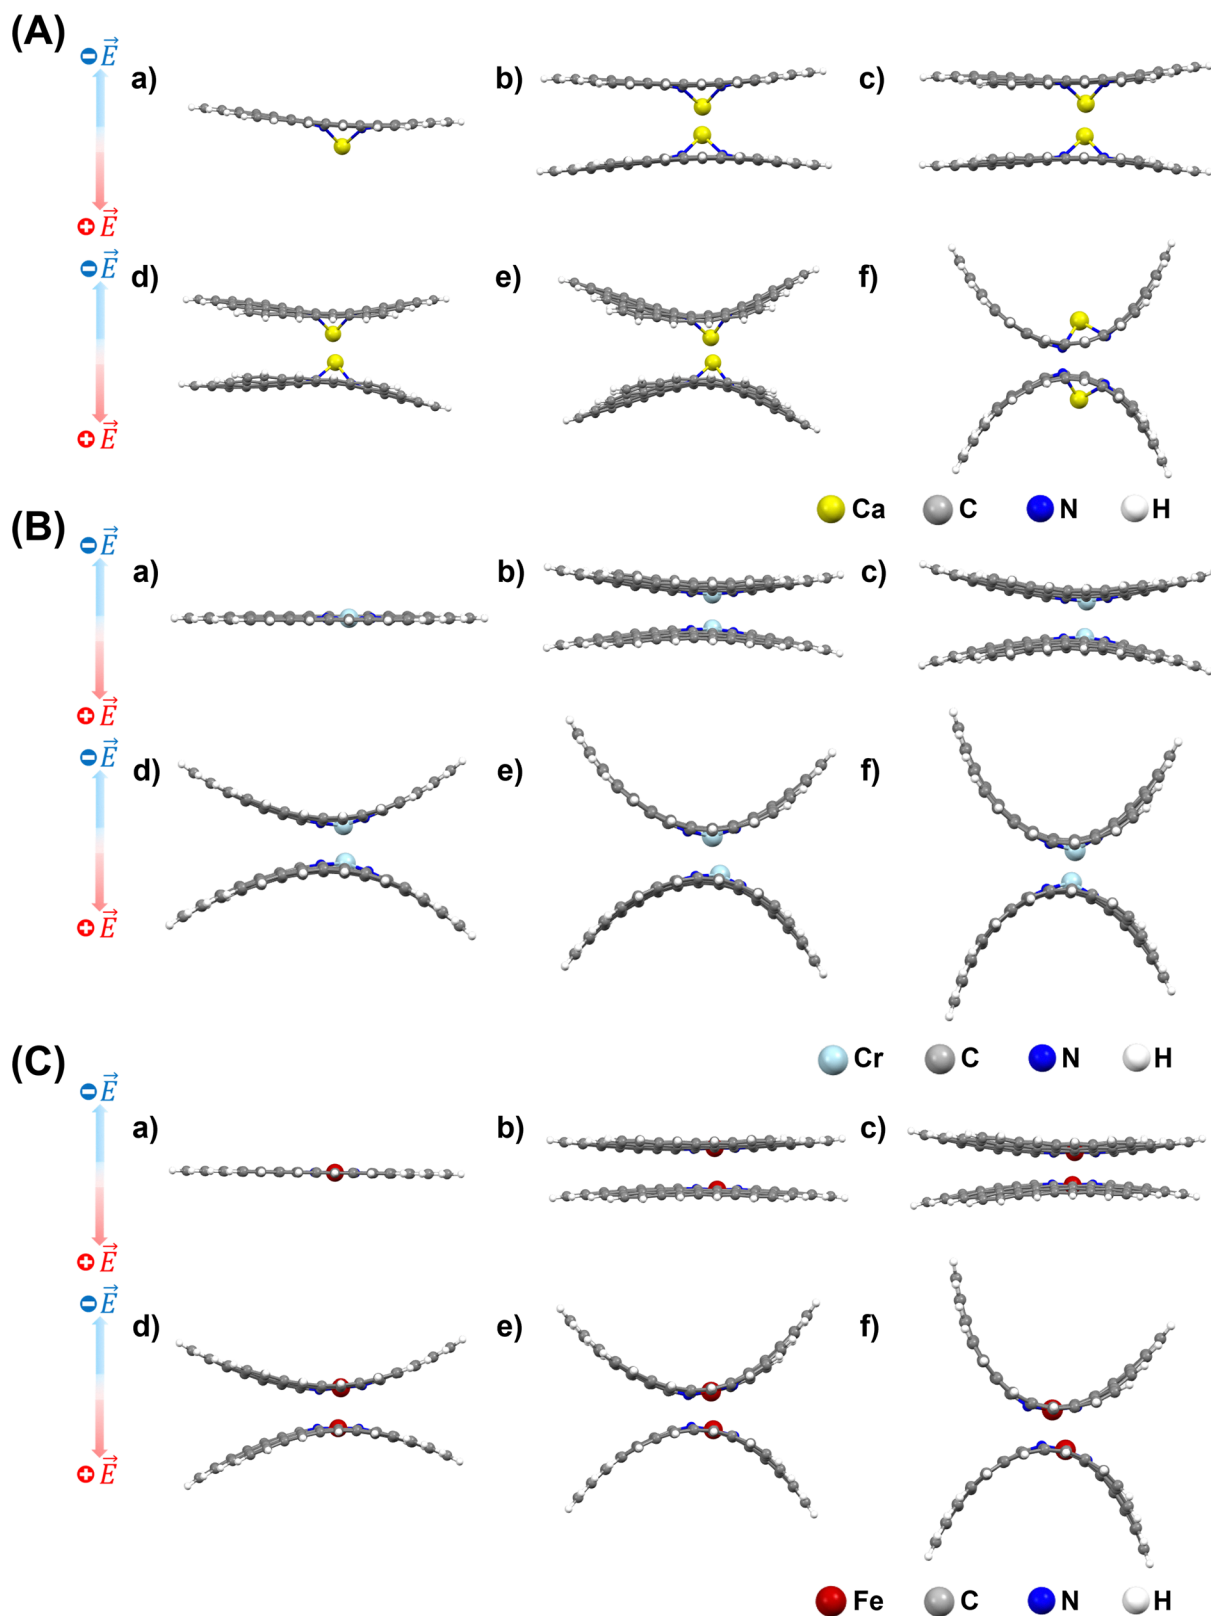 (A)
⊖ E⃗
a)
b)
c)
⊕ E⃗
⊖ E⃗
d)
e)
f)
⊕ E⃗
Ca C N H
(B)
⊖ E⃗
a)
b)
c)
⊕ E⃗
⊖ E⃗
d)
e)
f)
⊕ E⃗
Cr C N H
(C)
⊖ E⃗
a)
b)
c)
⊕ E⃗
⊖ E⃗
d)
e)
f)
⊕ E⃗
Fe C N H